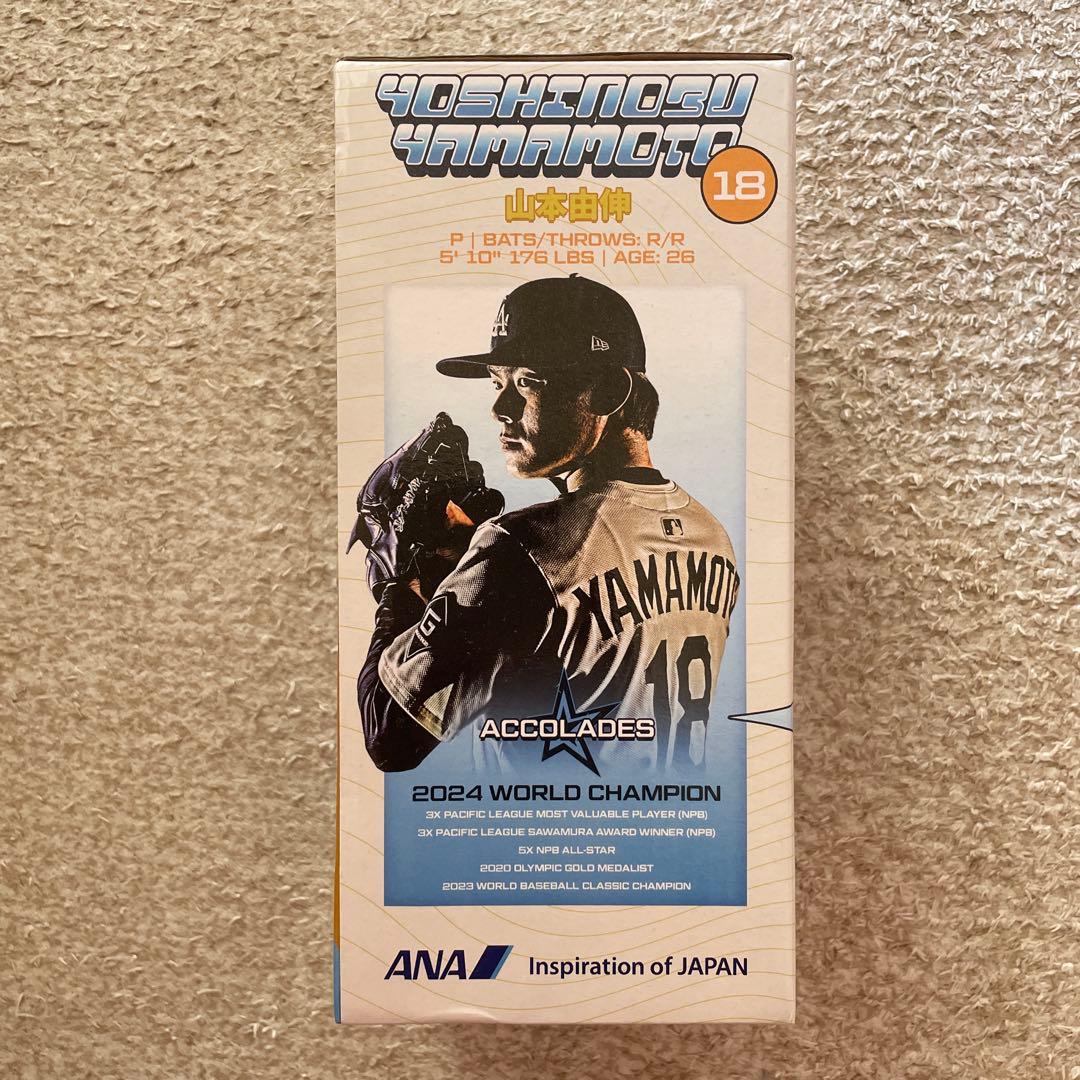 YOSHINOBU
YAMAMOTO
18
山本由伸
P | BATS/THROWS: R/R
5' 10" 176 LBS | AGE: 26
LA
YAMAMOTO
18
G
ACCOLADES
2024 WORLD CHAMPION
3X PACIFIC LEAGUE MOST VALUABLE PLAYER (NPB)
3X PACIFIC LEAGUE SAWAMURA AWARD WINNER (NPB)
5X NPB ALL-STAR
2020 OLYMPIC GOLD MEDALIST
2023 WORLD BASEBALL CLASSIC CHAMPION
ANA Inspiration of JAPAN